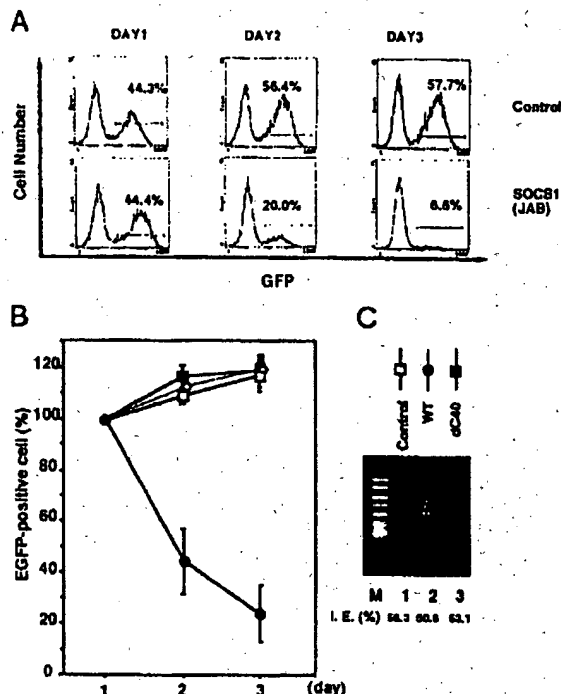 A
DAY1 DAY2 DAY3
44.3% 56.4% 57.7%
Control
44.4% 20.0% 6.8%
SOCS1
(JAB)
Cell Number
GFP
B
EGFP-positive cell (%)
120
100
80
60
40
20
0
1 2 3 (day)
C
Control WT dC40
M 1 2 3
I. E. (%)